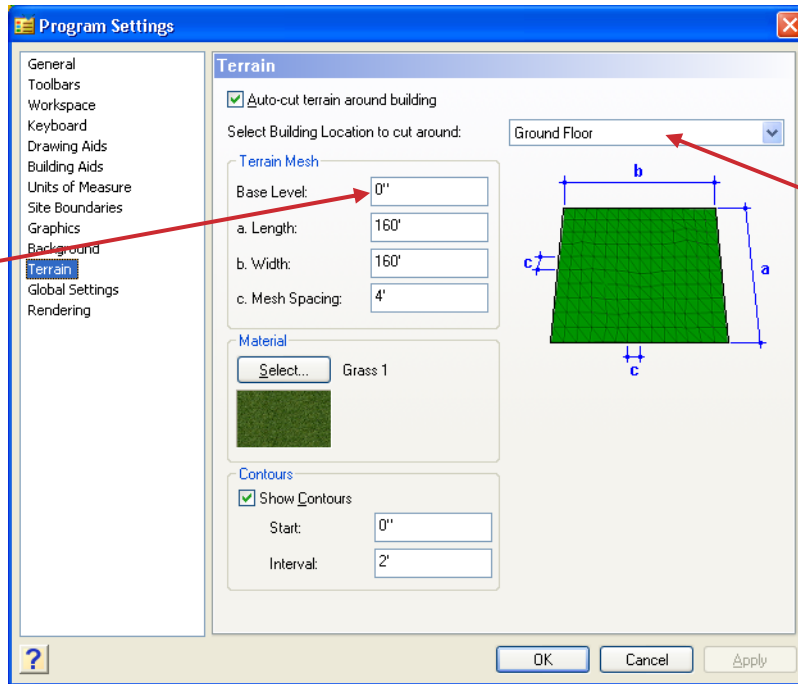 Program Settings
General
Toolbars
Workspace
Keyboard
Drawing Aids
Building Aids
Units of Measure
Site Boundaries
Graphics
Background
Terrain
Global Settings
Rendering
Terrain
Auto-cut terrain around building
Select Building Location to cut around: Ground Floor
Terrain Mesh
Base Level: 0"
a. Length: 160'
b. Width: 160'
c. Mesh Spacing: 4'
b
c
a
c
Material
Select... Grass 1
Contours
Show Contours
Start: 0"
Interval: 2'
? OK Cancel Apply